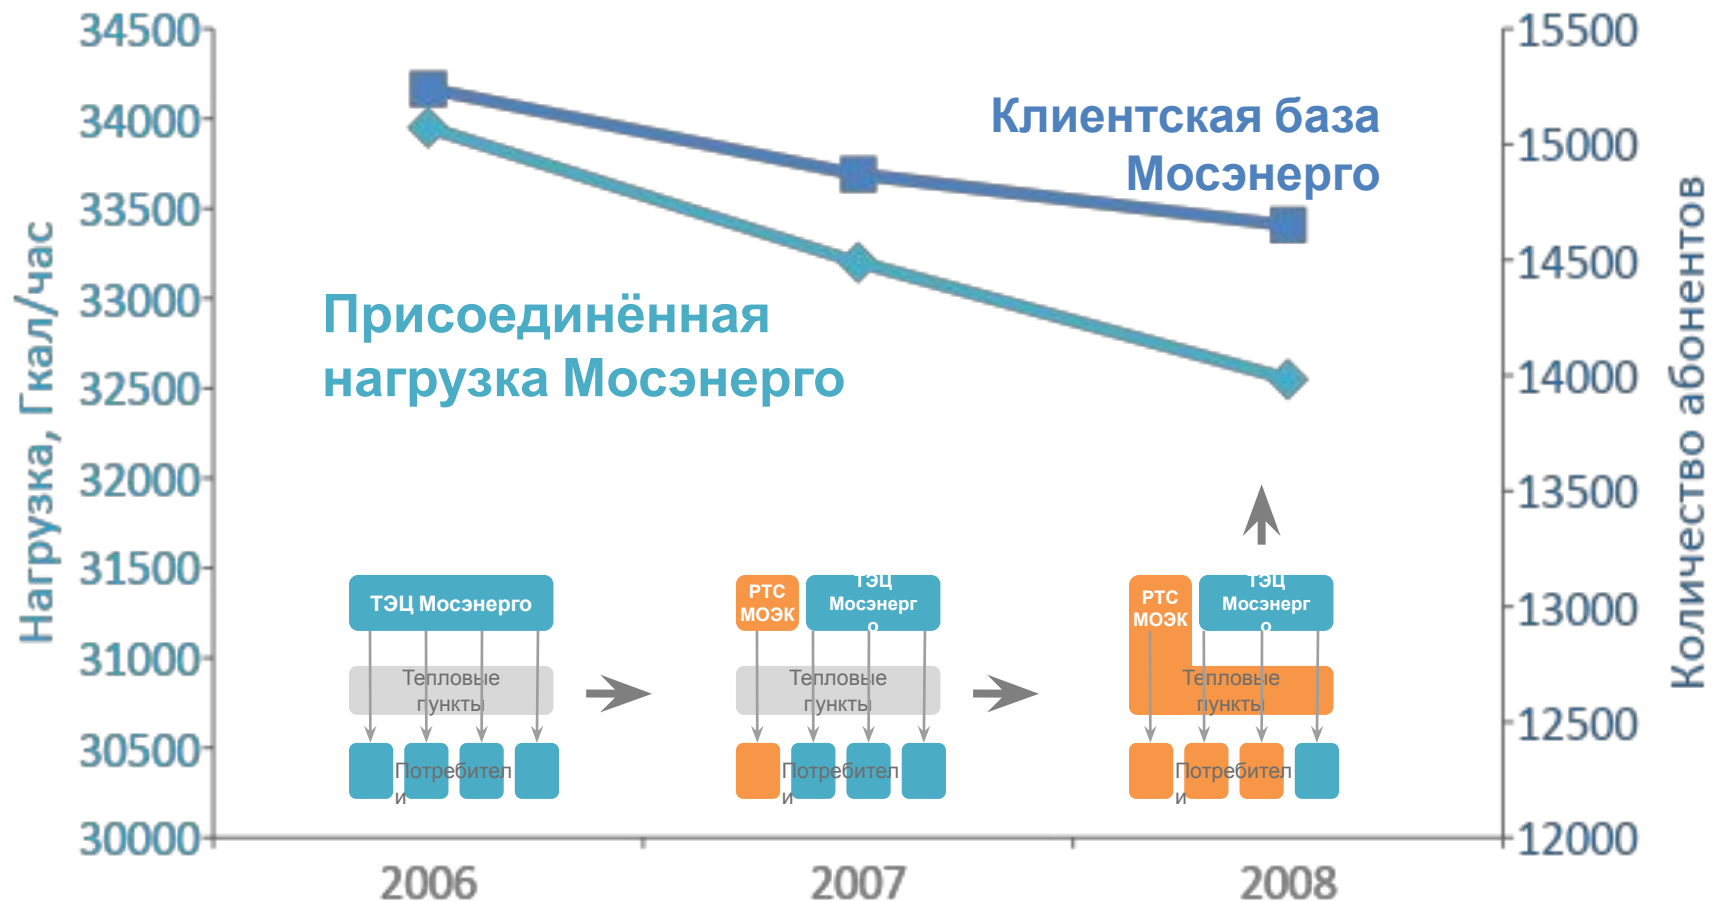 34500
34000
33500
33000
32500
32000
31500
31000
30500
30000
Нагрузка, Гкал/час
15500
15000
14500
14000
13500
13000
12500
12000
Количество абонентов
Клиентская база
Мосэнерго
Присоединённая
нагрузка Мосэнерго
ТЭЦ Мосэнерго
Тепловые
пункты
Потребител
и
РТС
МОЭК
ТЭЦ
Мосэнерг
о
Тепловые
пункты
Потребител
и
РТС
МОЭК
ТЭЦ
Мосэнерг
о
Тепловые
пункты
Потребител
и
2006
2007
2008